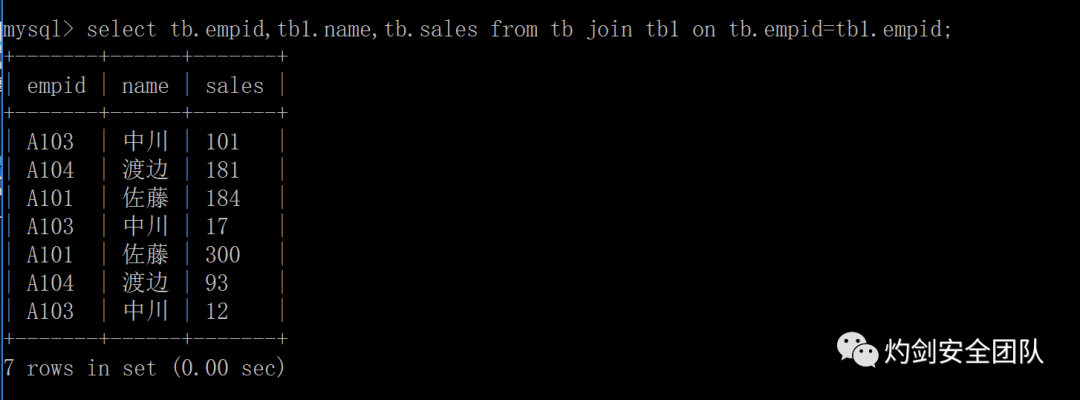 mysql> select tb.empid,tb1.name,tb.sales from tb join tb1 on tb.empid=tb1.empid;
+-------+------+-------+
| empid | name | sales |
+-------+------+-------+
| A103 | 中川 | 101 |
| A104 | 渡边 | 181 |
| A101 | 佐藤 | 184 |
| A103 | 中川 | 17 |
| A101 | 佐藤 | 300 |
| A104 | 渡边 | 93 |
| A103 | 中川 | 12 |
+-------+------+-------+
7 rows in set (0.00 sec)
灼剑安全团队